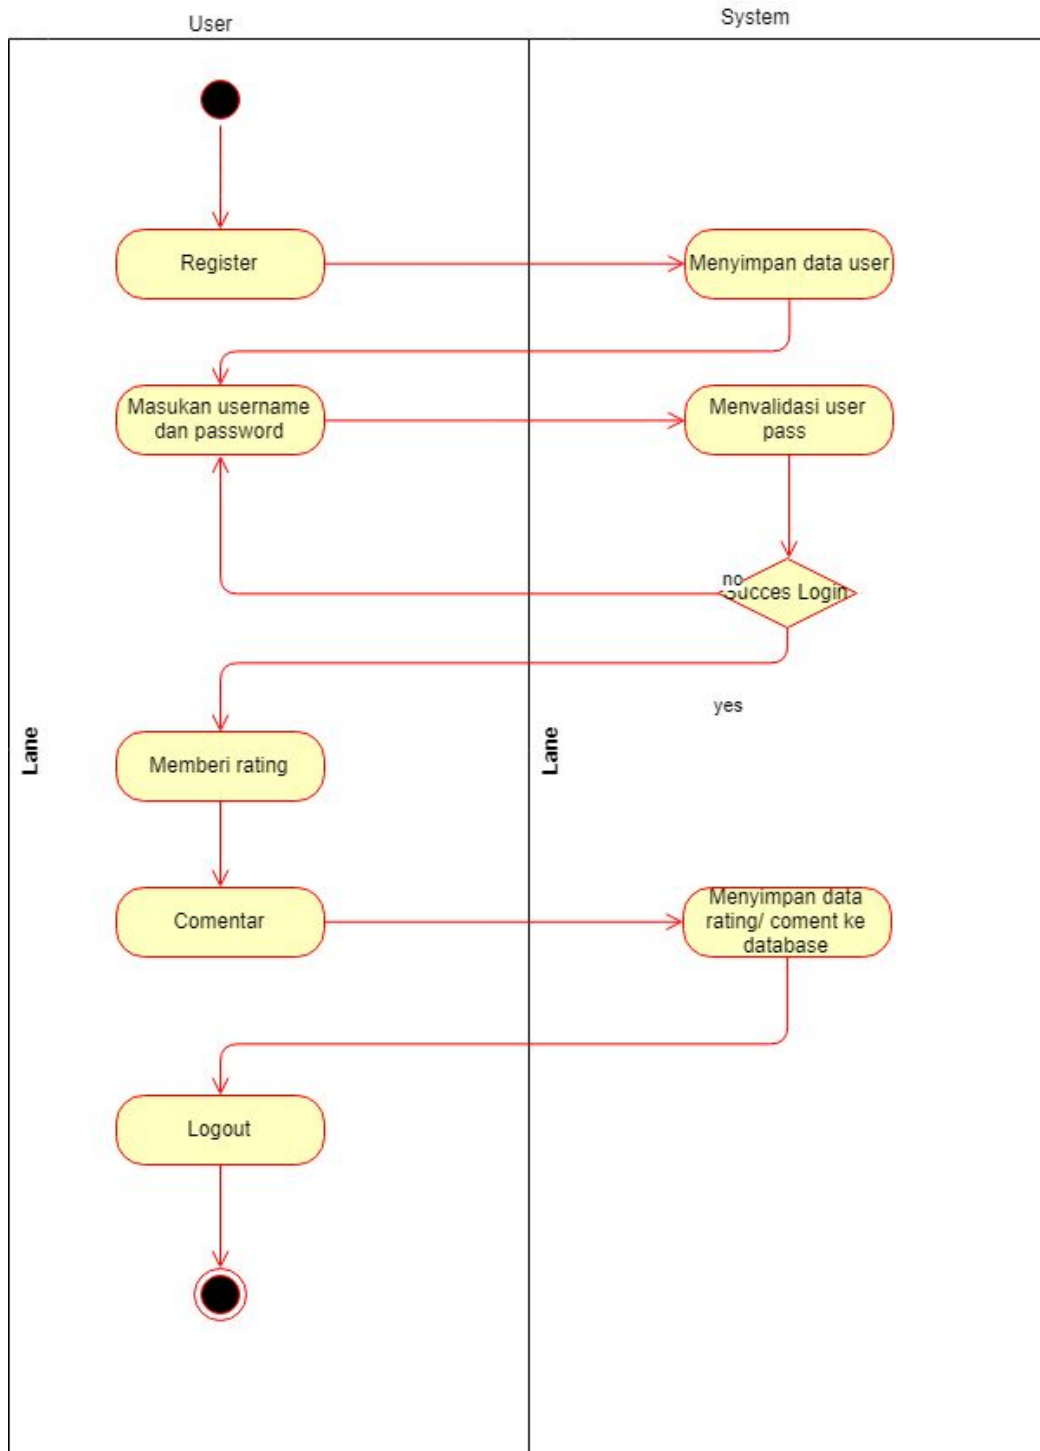 User
System
Register
Menyimpan data user
Masukan username
dan password
Menvalidasi user
pass
no
Succes Login
yes
Lane
Lane
Memberi rating
Comentar
Menyimpan data
rating/ coment ke
database
Logout